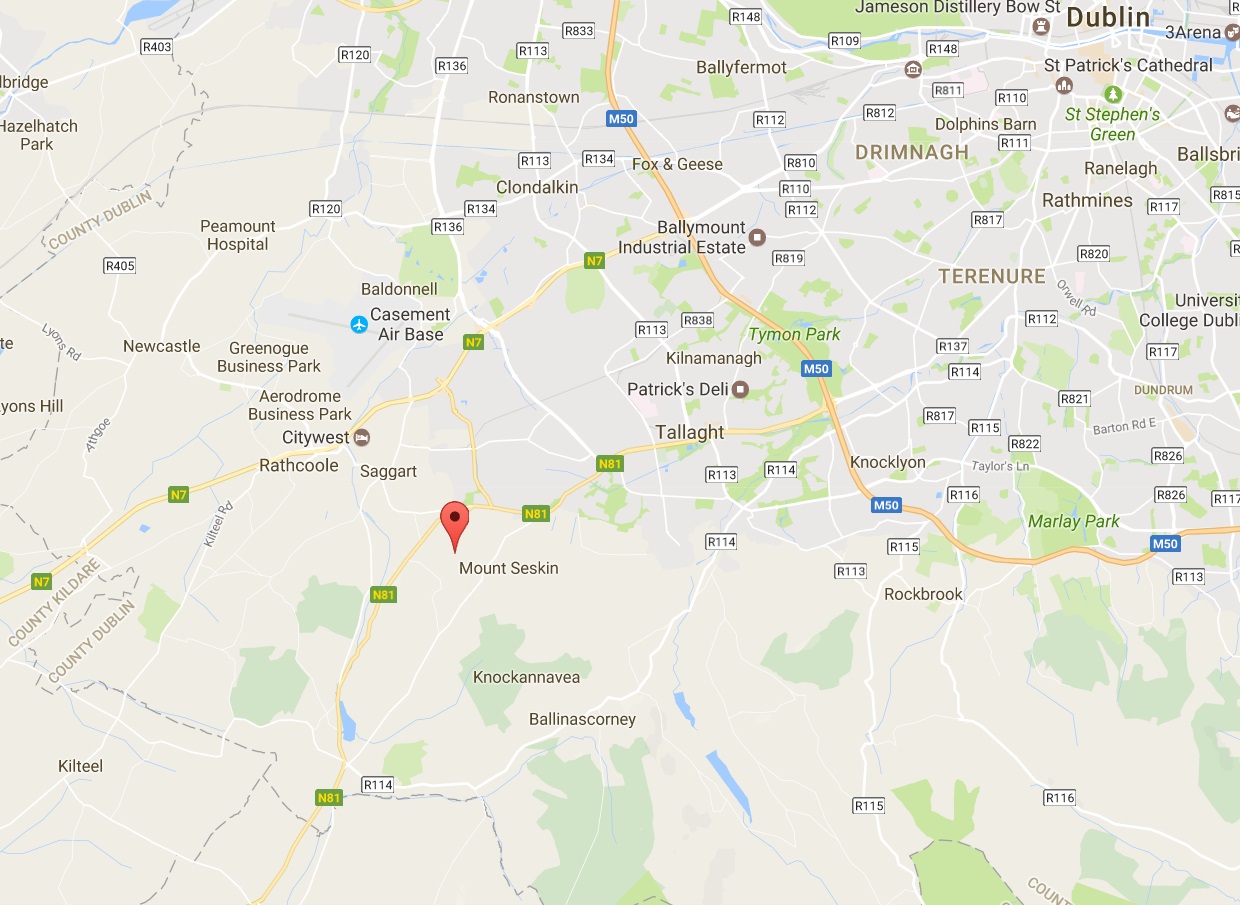 Jameson Distillery Bow St
Dublin
R148
R833
R403
R120
R113
R109
R148
3Arena
R136
Ballyfermot
St Patrick's Cathedral
lbridge
R811
Ronanstown
R110
St Stephen's
Green
R112
R812
M50
Hazelhatch
Park
Dolphins Barn
R111
DRIMNAGH
Ballsbri
R113
R134
Fox & Geese
R810
Ranelagh
Clondalkin
R110
Rathmines
R815
COUNTY DUBLIN
R120
R134
R112
R117
R136
R817
Peamount
Hospital
Ballymount
Industrial Estate
R405
N7
R819
R820
TERENURE
Baldonnell
Orwell Rd
Casement
Air Base
Universit
College Dubli
R838
R112
R113
Tymon Park
Lyons Rd
te
Newcastle
N7
R137
R117
Greenogue
Business Park
Kilnamanagh
M50
R114
Patrick's Deli
DUNDRUM
yons Hill
Aerodrome
Business Park
R821
R817
Athgoe
Citywest
Tallaght
R115
Barton Rd E
R822
Rathcoole
Saggart
N81
R113
R114
Knocklyon
Taylor's Ln
R826
N7
R116
R826
R117
M50
Kilteel Rd
N81
Marlay Park
R114
R115
M50
N7
Mount Seskin
R113
R113
COUNTY KILDARE
COUNTY DUBLIN
N81
Rockbrook
Knockannavea
Ballinascorney
Kilteel
R114
N81
R115
R116
COUNT